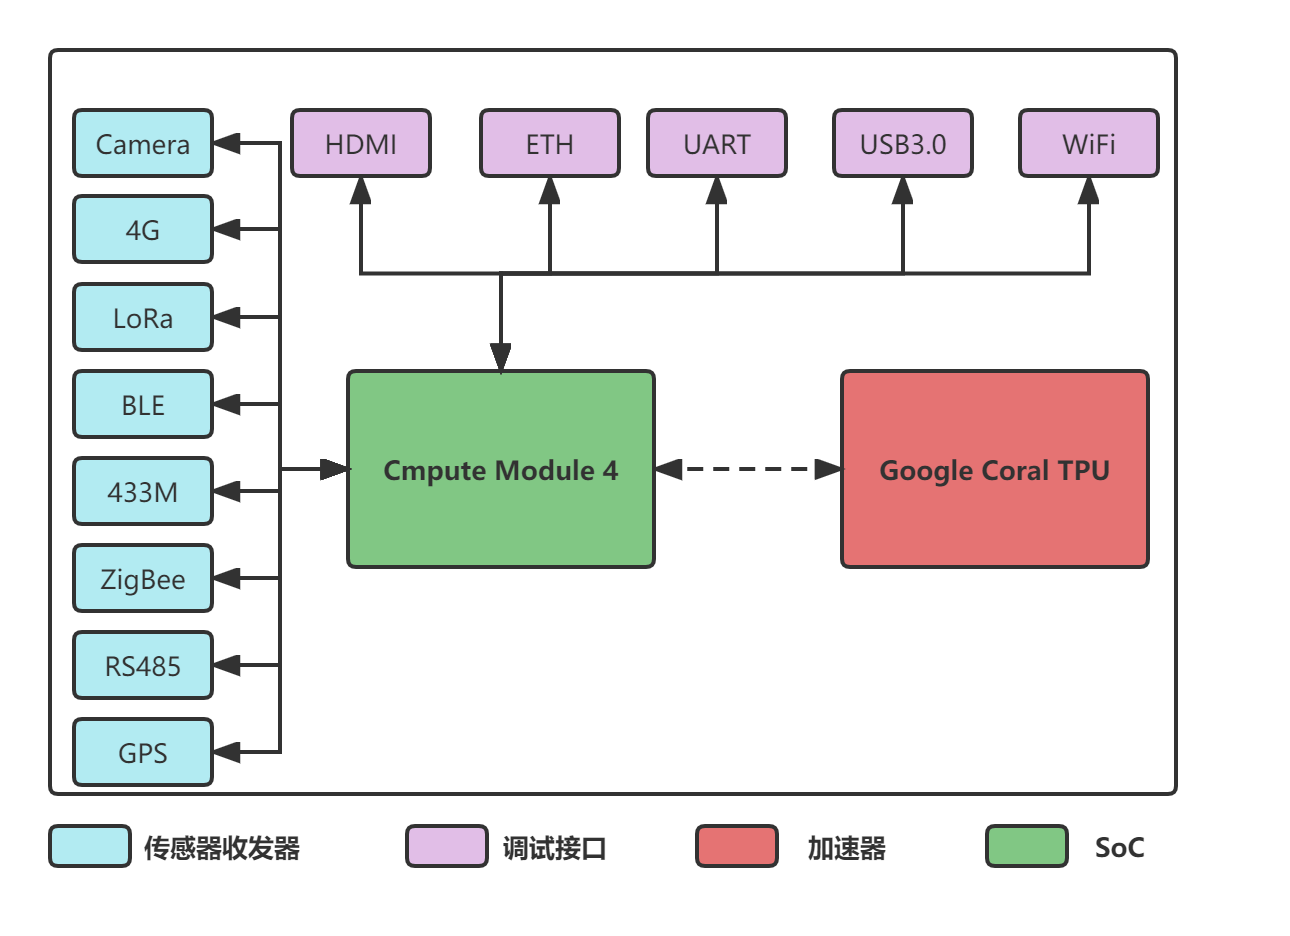 Camera
HDMI
ETH
UART
USB3.0
WiFi
4G
LoRa
BLE
433M
ZigBee
RS485
GPS
Cmpute Module 4
Google Coral TPU
传感器收发器
调试接口
加速器
SoC